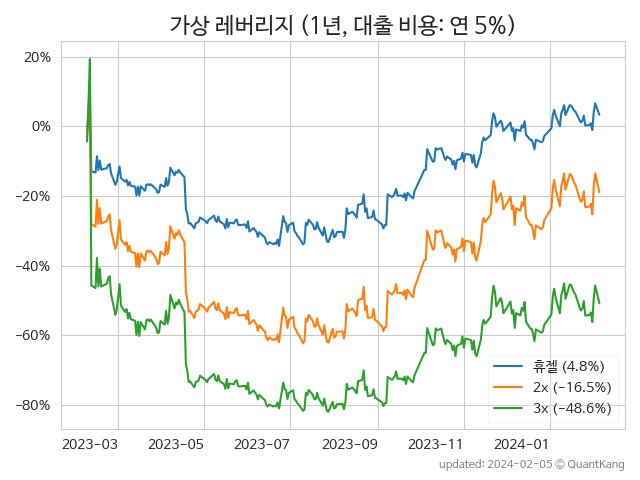 가상 레버리지 (1년, 대출 비용: 연 5%)
20%
0%
−20%
−40%
−60%
−80%
휴젤 (4.8%)
2x (−16.5%)
3x (−48.6%)
2023-03 2023-05 2023-07 2023-09 2023-11 2024-01
updated: 2024-02-05 © QuantKang